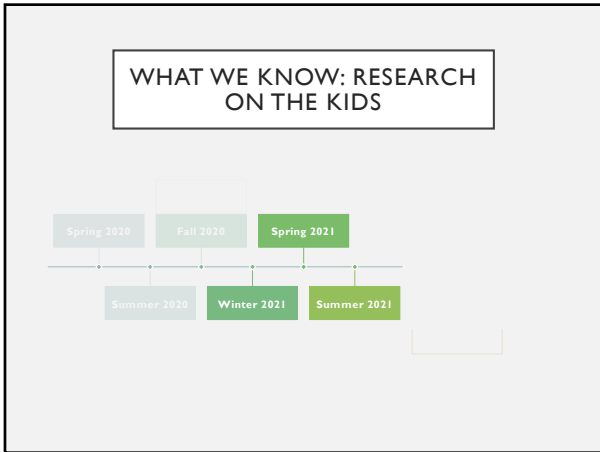 WHAT WE KNOW: RESEARCH
ON THE KIDS
Spring 2020
Fall 2020
Spring 2021
Summer 2020
Winter 2021
Summer 2021